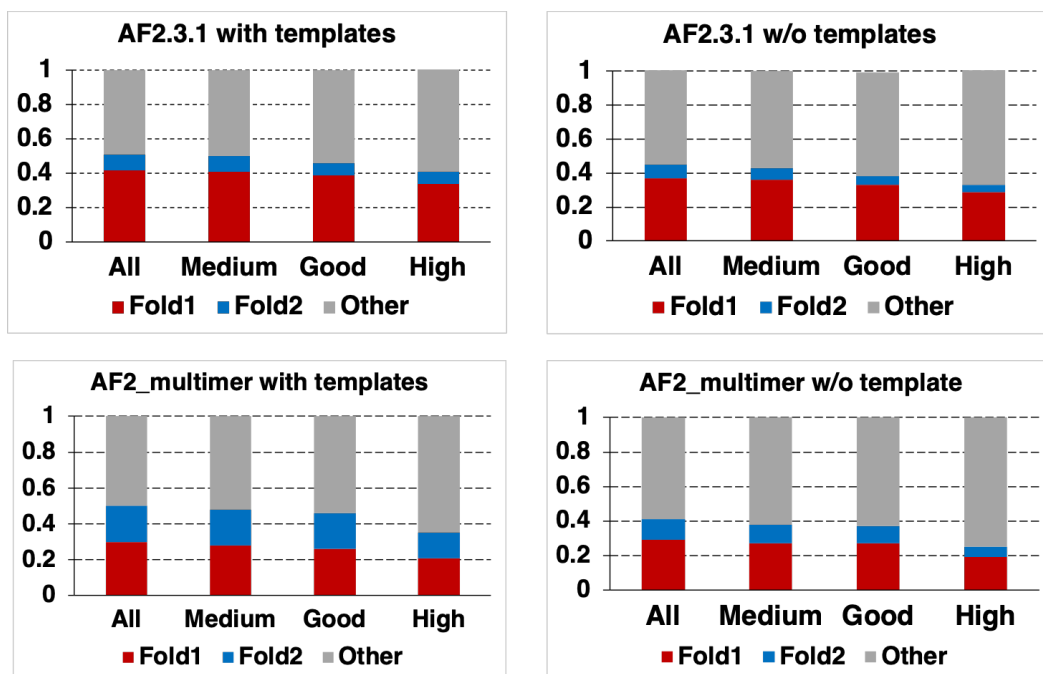 AF2.3.1 with templates
1
0.8
0.6
0.4
0.2
0
All Medium Good High
Fold1 Fold2 Other
AF2.3.1 w/o templates
1
0.8
0.6
0.4
0.2
0
All Medium Good High
Fold1 Fold2 Other
AF2_multimer with templates
1
0.8
0.6
0.4
0.2
0
All Medium Good High
Fold1 Fold2 Other
AF2_multimer w/o template
1
0.8
0.6
0.4
0.2
0
All Medium Good High
Fold1 Fold2 Other